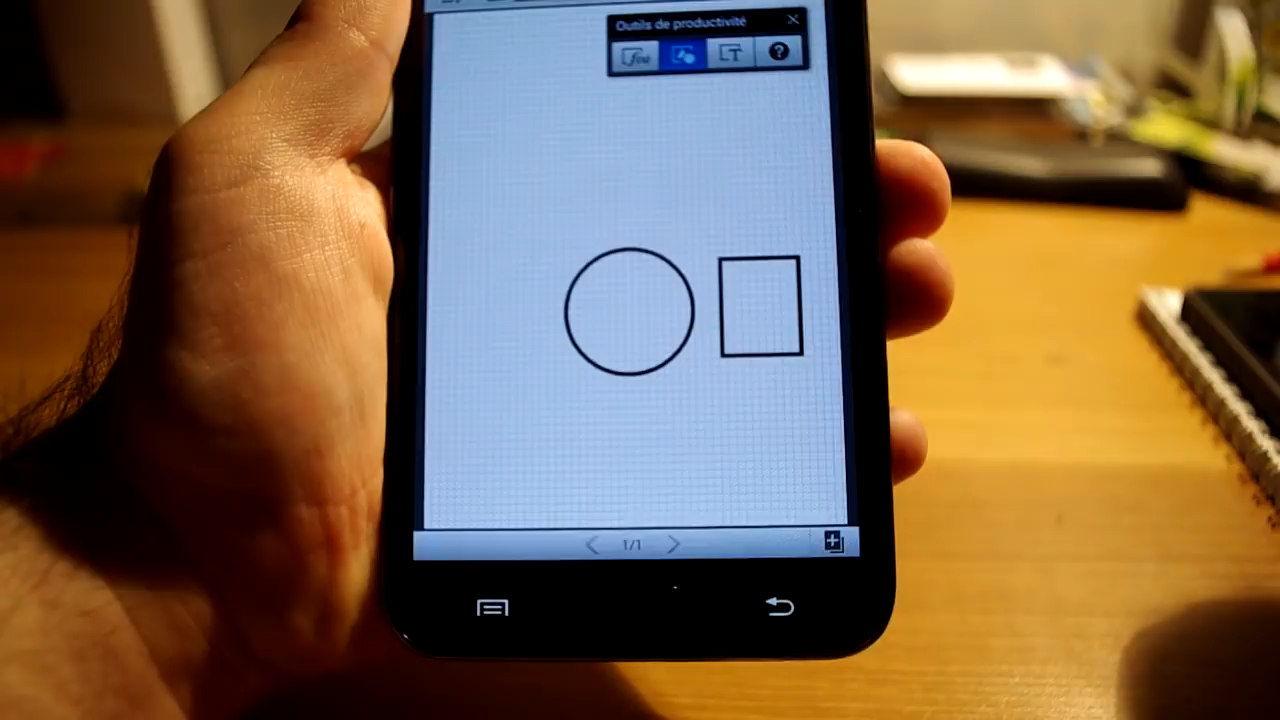 Outils de productivité
f(x)
T
?
1/1